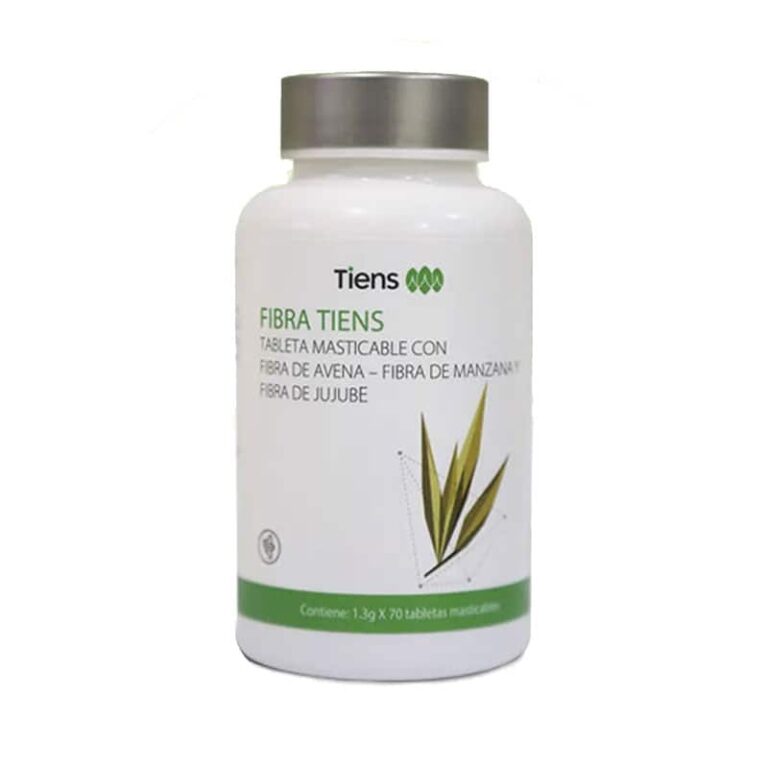 Tiens
FIBRA TIENS
TABLETA MASTICABLE CON
FIBRA DE AVENA – FIBRA DE MANZANA Y
FIBRA DE JUJUBE
Contiene: 1.3g X 70 tabletas masticables